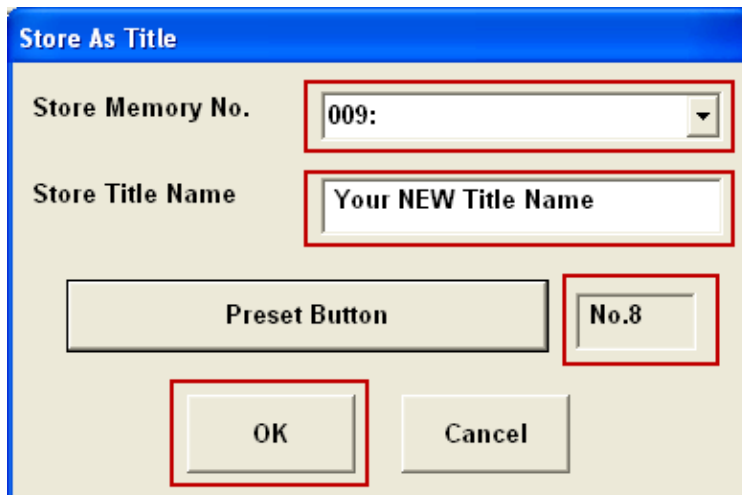 Store As Title
Store Memory No. 009:
Store Title Name Your NEW Title Name
Preset Button No.8
OK Cancel